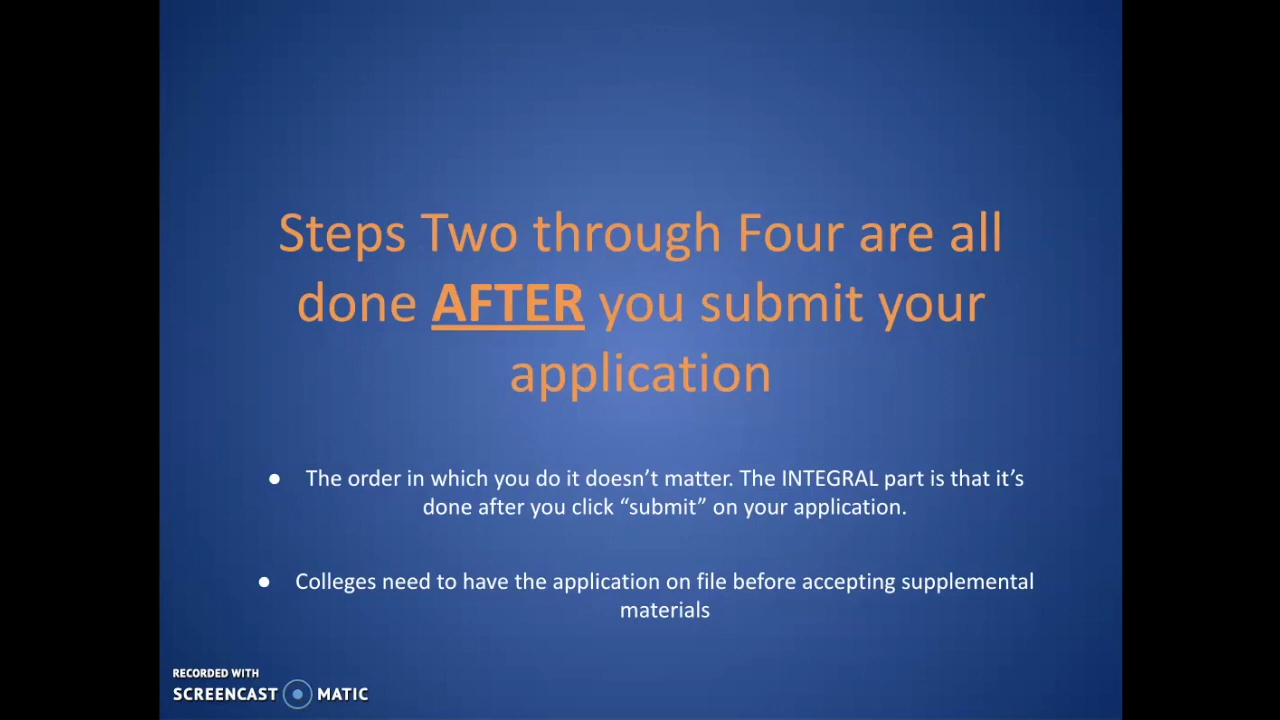 Steps Two through Four are all
done AFTER you submit your
application
● The order in which you do it doesn’t matter. The INTEGRAL part is that it’s
done after you click “submit” on your application.
● Colleges need to have the application on file before accepting supplemental
materials
RECORDED WITH
SCREENCAST MATIC